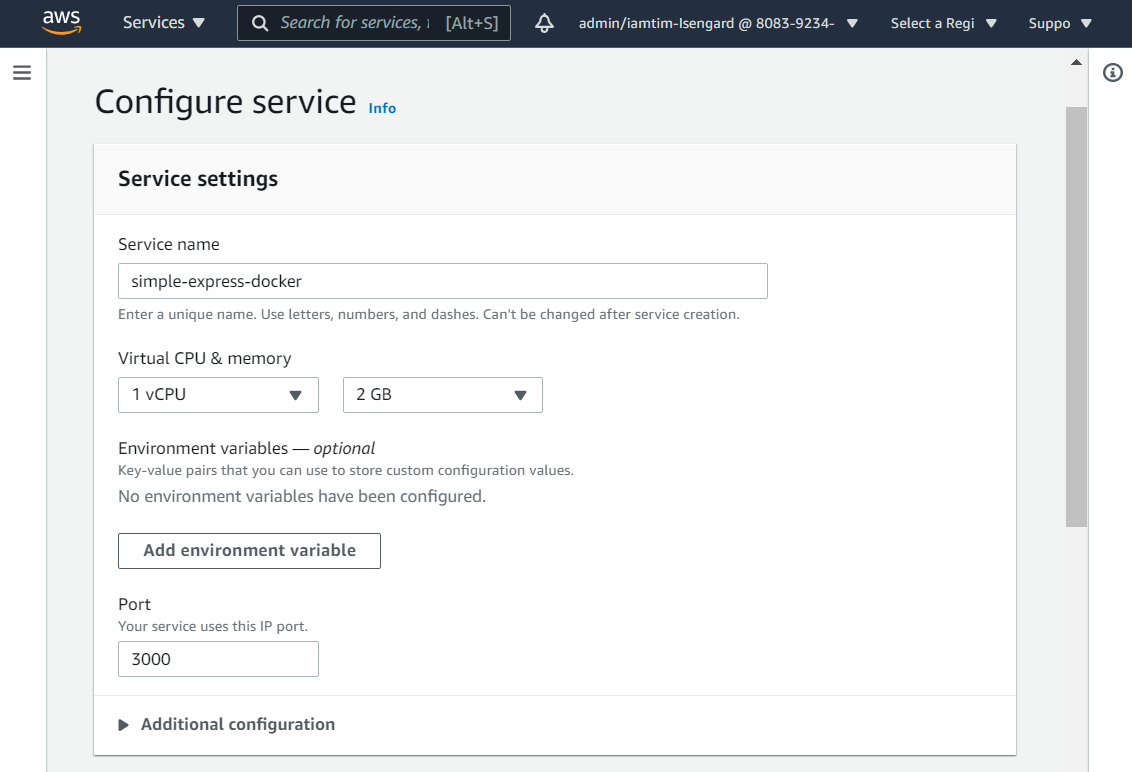 aws Services Search for services, [Alt+S] admin/iamtim-Isengard @ 8083-9234- Select a Regi Suppo
Configure service Info
Service settings
Service name
simple-express-docker
Enter a unique name. Use letters, numbers, and dashes. Can't be changed after service creation.
Virtual CPU & memory
1 vCPU 2 GB
Environment variables — optional
Key-value pairs that you can use to store custom configuration values.
No environment variables have been configured.
Add environment variable
Port
Your service uses this IP port.
3000
Additional configuration